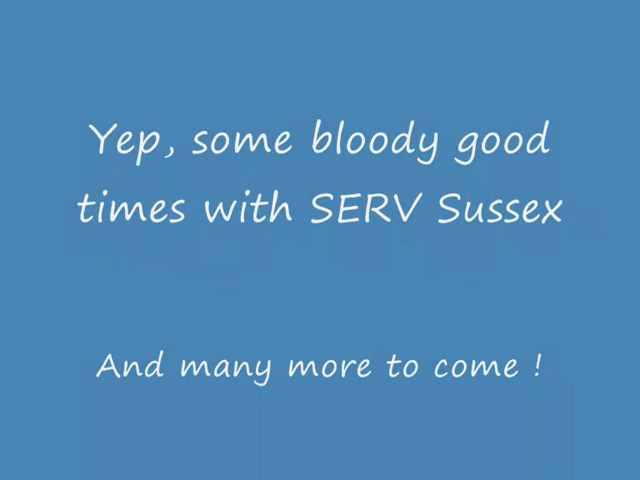 Yep, some bloody good
times with SERV Sussex
And many more to come !